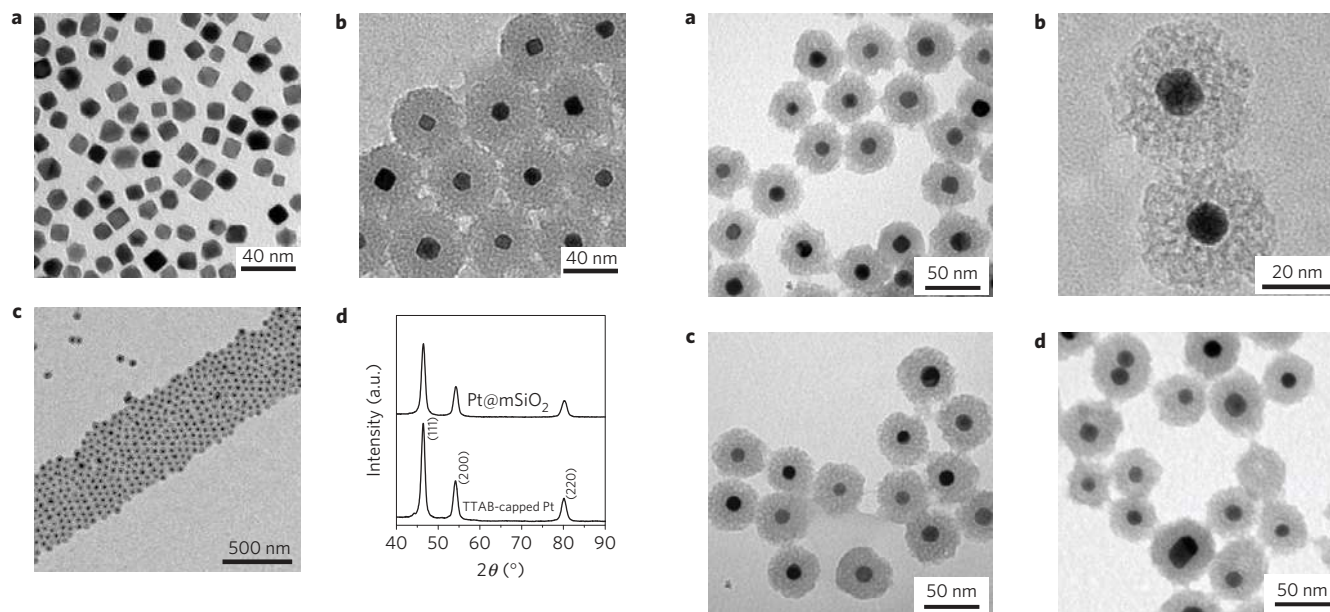 a
40 nm
b
40 nm
c
500 nm
d
Intensity (a.u.)
Pt@mSiO₂
(111)
(200)
(220)
TTAB-capped Pt
40 50 60 70 80 90
2θ (°)
a
50 nm
b
20 nm
c
50 nm
d
50 nm